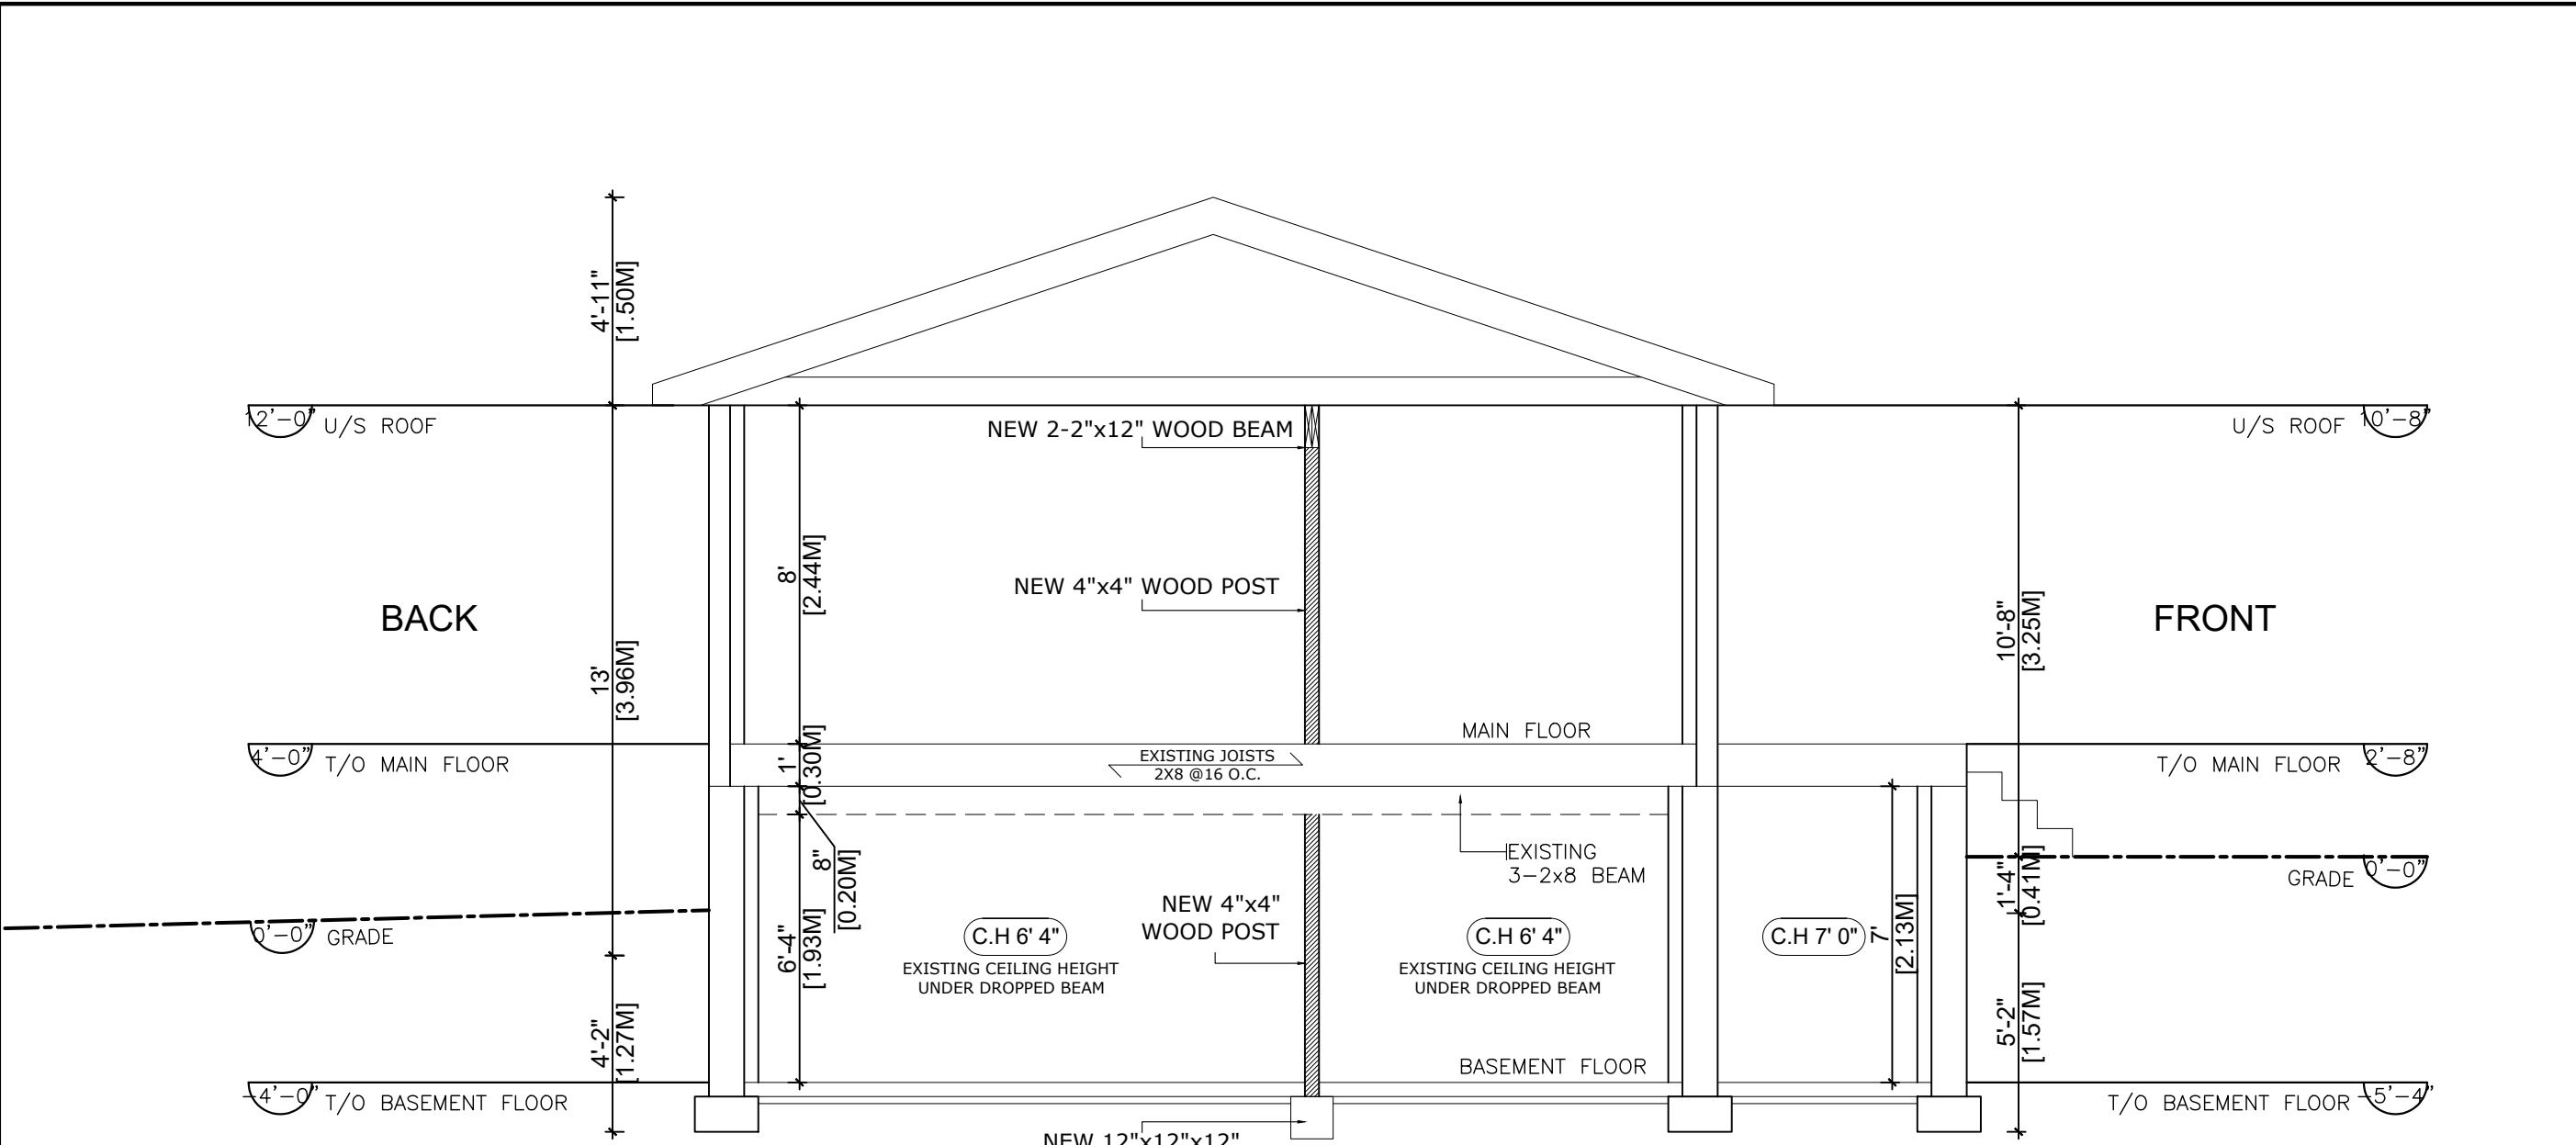 4'-11"
[1.50M]
12'-0"
U/S ROOF
U/S ROOF
10'-8"
NEW 2-2"x12" WOOD BEAM
8'
[2.44M]
NEW 4"x4" WOOD POST
BACK
FRONT
10'-8"
[3.25M]
13'
[3.96M]
MAIN FLOOR
4'-0"
T/O MAIN FLOOR
1'
[0.30M]
EXISTING JOISTS
2X8 @16 O.C.
T/O MAIN FLOOR
2'-8"
8"
[0.20M]
EXISTING
3-2x8 BEAM
GRADE
0'-0"
1'-4"
[0.41M]
0'-0"
GRADE
6'-4"
[1.93M]
C.H 6' 4"
EXISTING CEILING HEIGHT
UNDER DROPPED BEAM
NEW 4"x4"
WOOD POST
C.H 6' 4"
EXISTING CEILING HEIGHT
UNDER DROPPED BEAM
C.H 7' 0"
7'
[2.13M]
4'-2"
[1.27M]
5'-2"
[1.57M]
BASEMENT FLOOR
-4'-0"
T/O BASEMENT FLOOR
T/O BASEMENT FLOOR
-5'-4"
NEW 12"x12"x12"